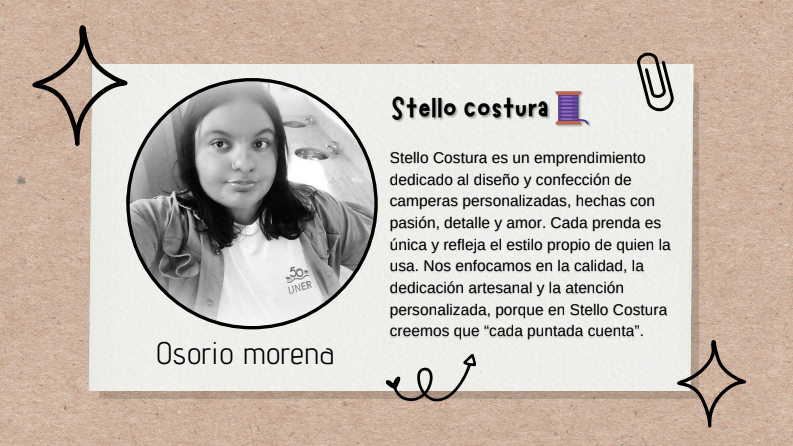 Stello costura
Stello Costura es un emprendimiento
dedicado al diseño y confección de
camperas personalizadas, hechas con
pasión, detalle y amor. Cada prenda es
única y refleja el estilo propio de quien la
usa. Nos enfocamos en la calidad, la
dedicación artesanal y la atención
personalizada, porque en Stello Costura
creemos que “cada puntada cuenta”.
50
UNER
Osorio morena